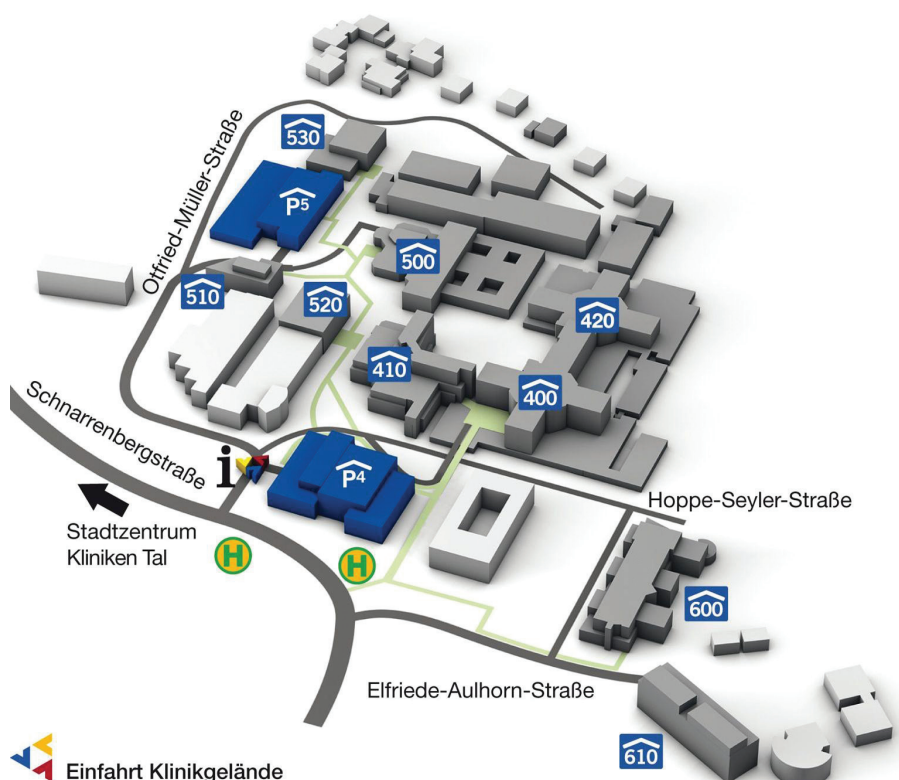 530
Otfried-Müller-Straße
P5
500
510
520
420
410
400
Schnarrenbergstraße
i
P4
Hoppe-Seyler-Straße
Stadtzentrum
Kliniken Tal
H
H
600
Elfriede-Aulhorn-Straße
610
Einfahrt Klinikgelände